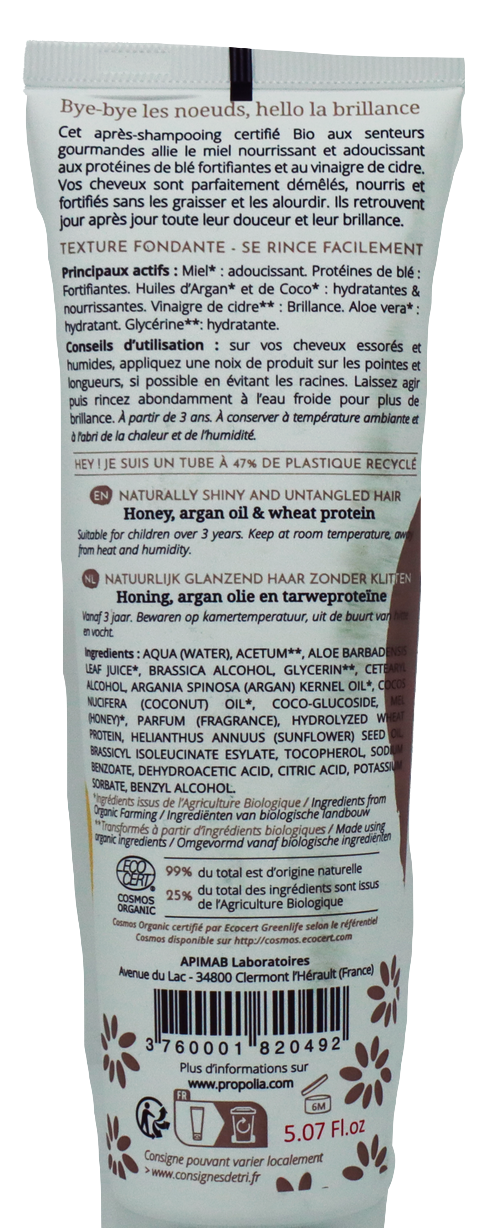 Bye-bye les noeuds, hello la brillance
Cet après-shampooing certifié Bio aux senteurs
gourmandes allie le miel nourrissant et adoucissant
aux protéines de blé fortifiantes et au vinaigre de cidre.
Vos cheveux sont parfaitement démêlés, nourris et
fortifiés sans les graisser et les alourdir. Ils retrouvent
jour après jour toute leur douceur et leur brillance.
TEXTURE FONDANTE - SE RINCE FACILEMENT
Principaux actifs : Miel* : adoucissant. Protéines de blé :
Fortifiantes. Huiles d'Argan* et de Coco* : hydratantes &
nourrissantes. Vinaigre de cidre** : Brillance. Aloe vera* :
hydratant. Glycérine**: hydratante.
Conseils d'utilisation : sur vos cheveux essorés et
humides, appliquez une noix de produit sur les pointes et
longueurs, si possible en évitant les racines. Laissez agir
puis rincez abondamment à l'eau froide pour plus de
brillance. À partir de 3 ans. À conserver à température ambiante et
à l'abri de la chaleur et de l'humidité.
HEY ! JE SUIS UN TUBE À 47% DE PLASTIQUE RECYCLÉ
EN NATURALLY SHINY AND UNTANGLED HAIR
Honey, argan oil & wheat protein
Suitable for children over 3 years. Keep at room temperature, away
from heat and humidity.
NL NATUURLIJK GLANZEND HAAR ZONDER KLITTEN
Honing, argan olie en tarweproteïne
Vanaf 3 jaar. Bewaren op kamertemperatuur, uit de buurt van hitte
en vocht.
Ingredients : AQUA (WATER), ACETUM**, ALOE BARBADENSIS
LEAF JUICE*, BRASSICA ALCOHOL, GLYCERIN**, CETEARYL
ALCOHOL, ARGANIA SPINOSA (ARGAN) KERNEL OIL*, COCOS
NUCIFERA (COCONUT) OIL*, COCO-GLUCOSIDE, MEL
(HONEY)*, PARFUM (FRAGRANCE), HYDROLYZED WHEAT
PROTEIN, HELIANTHUS ANNUUS (SUNFLOWER) SEED OIL,
BRASSICYL ISOLEUCINATE ESYLATE, TOCOPHEROL, SODIUM
BENZOATE, DEHYDROACETIC ACID, CITRIC ACID, POTASSIUM
SORBATE, BENZYL ALCOHOL.
*Ingrédients issus de l'Agriculture Biologique / Ingredients from
Organic Farming / Ingrediënten van biologische landbouw
**Transformés à partir d'ingrédients biologiques / Made using
organic ingredients / Omgevormd vanaf biologische ingrediënten
ECO CERT
COSMOS
ORGANIC
99% du total est d'origine naturelle
25% du total des ingrédients sont issus
de l'Agriculture Biologique
Cosmos Organic certifié par Ecocert Greenlife selon le référentiel
Cosmos disponible sur http://cosmos.ecocert.com
APIMAB Laboratoires
Avenue du Lac - 34800 Clermont l'Hérault (France)
3 760001 820492
Plus d'informations sur
www.propolia.com
FR
6M
5.07 Fl.oz
Consigne pouvant varier localement
> www.consignesdetri.fr